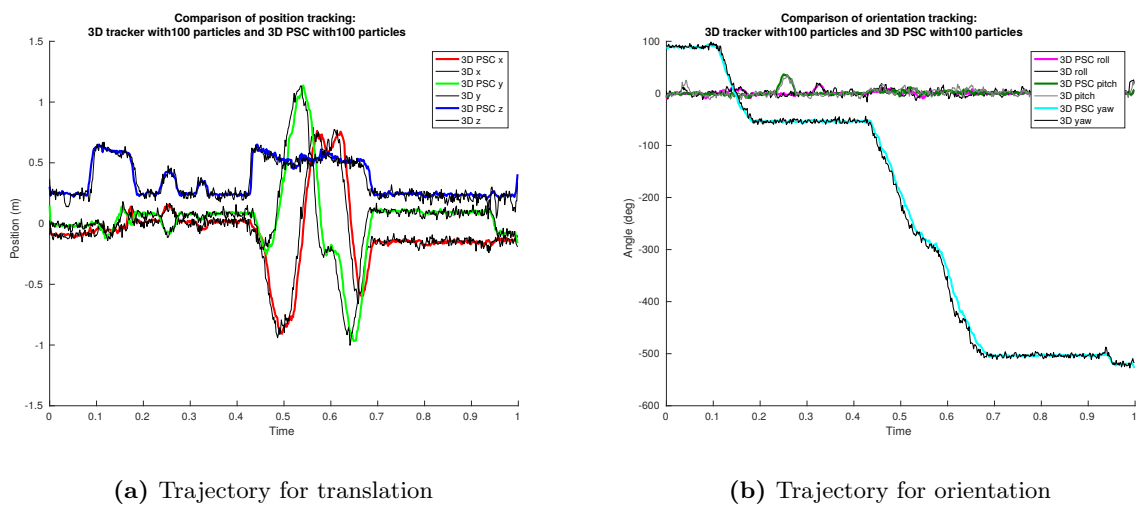 Comparison of position tracking:
3D tracker with100 particles and 3D PSC with100 particles
1.5
1
0.5
0
-0.5
-1
-1.5
Position (m)
0
0.1
0.2
0.3
0.4
0.5
0.6
0.7
0.8
0.9
1
Time
3D PSC x
3D x
3D PSC y
3D y
3D PSC z
3D z
(a) Trajectory for translation
Comparison of orientation tracking:
3D tracker with100 particles and 3D PSC with100 particles
100
0
-100
-200
-300
-400
-500
-600
Angle (deg)
0
0.1
0.2
0.3
0.4
0.5
0.6
0.7
0.8
0.9
1
Time
3D PSC roll
3D roll
3D PSC pitch
3D pitch
3D PSC yaw
3D yaw
(b) Trajectory for orientation